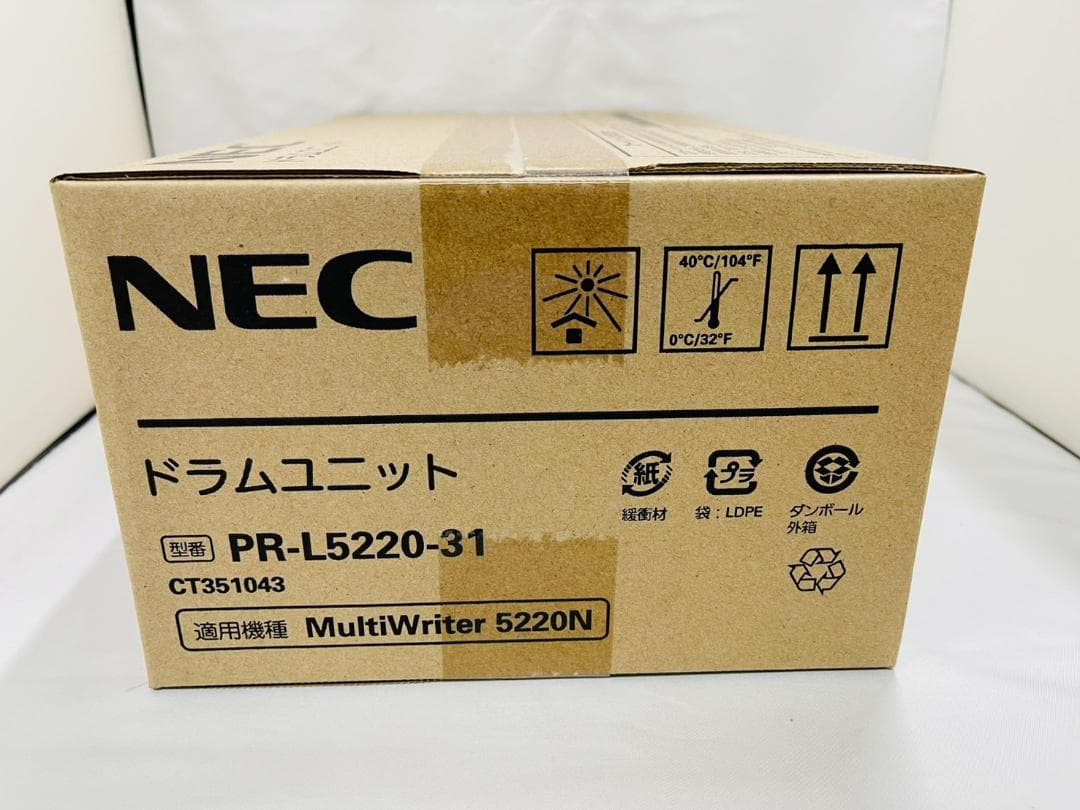 NEC
40°C/104°F
0°C/32°F
ドラムユニット
紙
緩衝材
プラ
袋:LDPE
ダンボール
外箱
型番 PR-L5220-31
CT351043
適用機種 MultiWriter 5220N